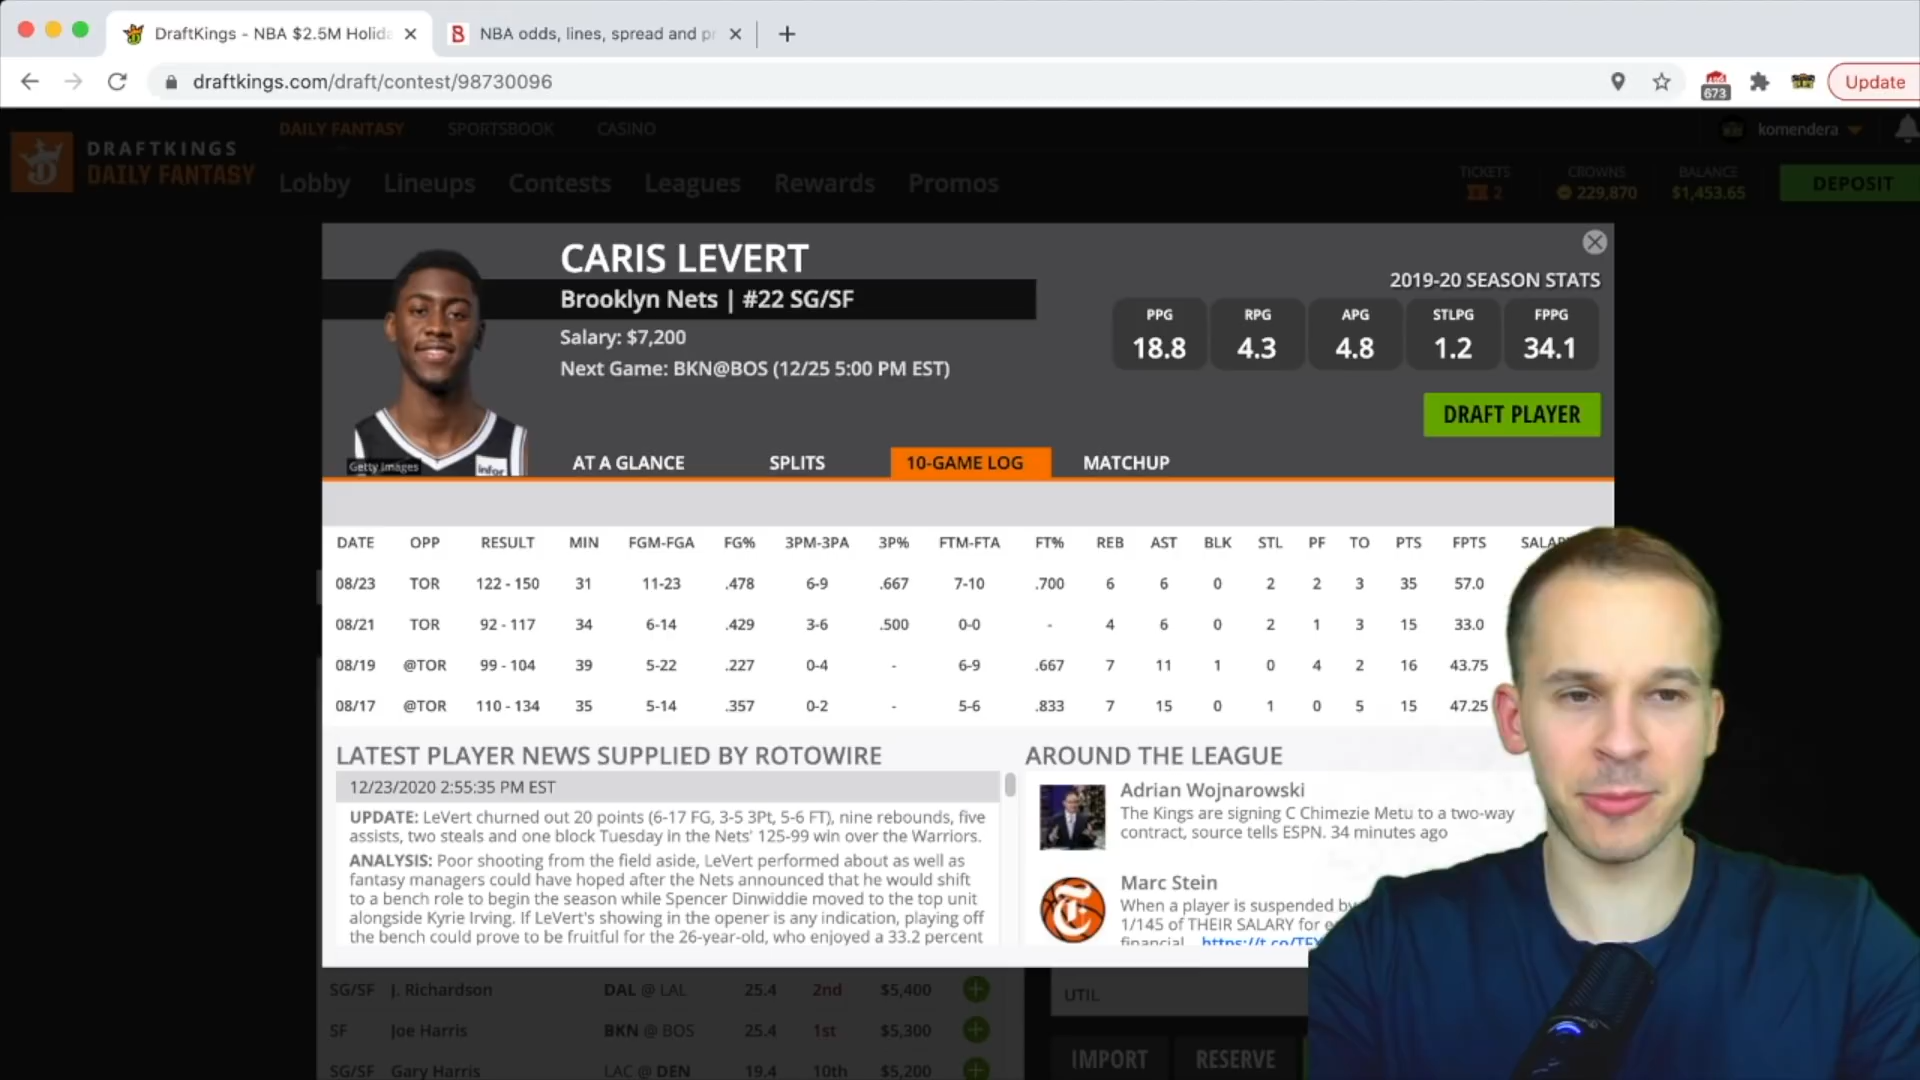 DraftKings - NBA $2.5M Holida
NBA odds, lines, spread and pr
draftkings.com/draft/contest/98730096
673
Update
DAILY FANTASY SPORTSBOOK CASINO
komendera
DRAFTKINGS
DAILY FANTASY
Lobby Lineups Contests Leagues Rewards Promos
TICKETS
2
CROWNS
229,870
BALANCE
$1,453.65
DEPOSIT
CARIS LEVERT
Brooklyn Nets | #22 SG/SF
Salary: $7,200
Next Game: BKN@BOS (12/25 5:00 PM EST)
Getty Images
infor
2019-20 SEASON STATS
PPG RPG APG STLPG FPPG
18.8 4.3 4.8 1.2 34.1
DRAFT PLAYER
AT A GLANCE SPLITS 10-GAME LOG MATCHUP
DATE OPP RESULT MIN FGM-FGA FG% 3PM-3PA 3P% FTM-FTA FT% REB AST BLK STL PF TO PTS FPTS SALAR
08/23 TOR 122 - 150 31 11-23 .478 6-9 .667 7-10 .700 6 6 0 2 2 3 35 57.0
08/21 TOR 92 - 117 34 6-14 .429 3-6 .500 0-0 - 4 6 0 2 1 3 15 33.0
08/19 @TOR 99 - 104 39 5-22 .227 0-4 - 6-9 .667 7 11 1 0 4 2 16 43.75
08/17 @TOR 110 - 134 35 5-14 .357 0-2 - 5-6 .833 7 15 0 1 0 5 15 47.25
LATEST PLAYER NEWS SUPPLIED BY ROTOWIRE
12/23/2020 2:55:35 PM EST
UPDATE: LeVert churned out 20 points (6-17 FG, 3-5 3Pt, 5-6 FT), nine rebounds, five
assists, two steals and one block Tuesday in the Nets' 125-99 win over the Warriors.
ANALYSIS: Poor shooting from the field aside, LeVert performed about as well as
fantasy managers could have hoped after the Nets announced that he would shift
to a bench role to begin the season while Spencer Dinwiddie moved to the top unit
alongside Kyrie Irving. If LeVert's showing in the opener is any indication, playing off
the bench could prove to be fruitful for the 26-year-old, who enjoyed a 33.2 percent
AROUND THE LEAGUE
Adrian Wojnarowski
The Kings are signing C Chimezie Metu to a two-way
contract, source tells ESPN. 34 minutes ago
Marc Stein
When a player is suspended by
1/145 of THEIR SALARY for
financial... https://t.co/
SG/SF J. Richardson DAL @ LAL 25.4 2nd $5,400
SF Joe Harris BKN @ BOS 25.4 1st $5,300
SG/SF Gary Harris LAC @ DEN 19.4 10th $5,200
UTIL
IMPORT RESERVE